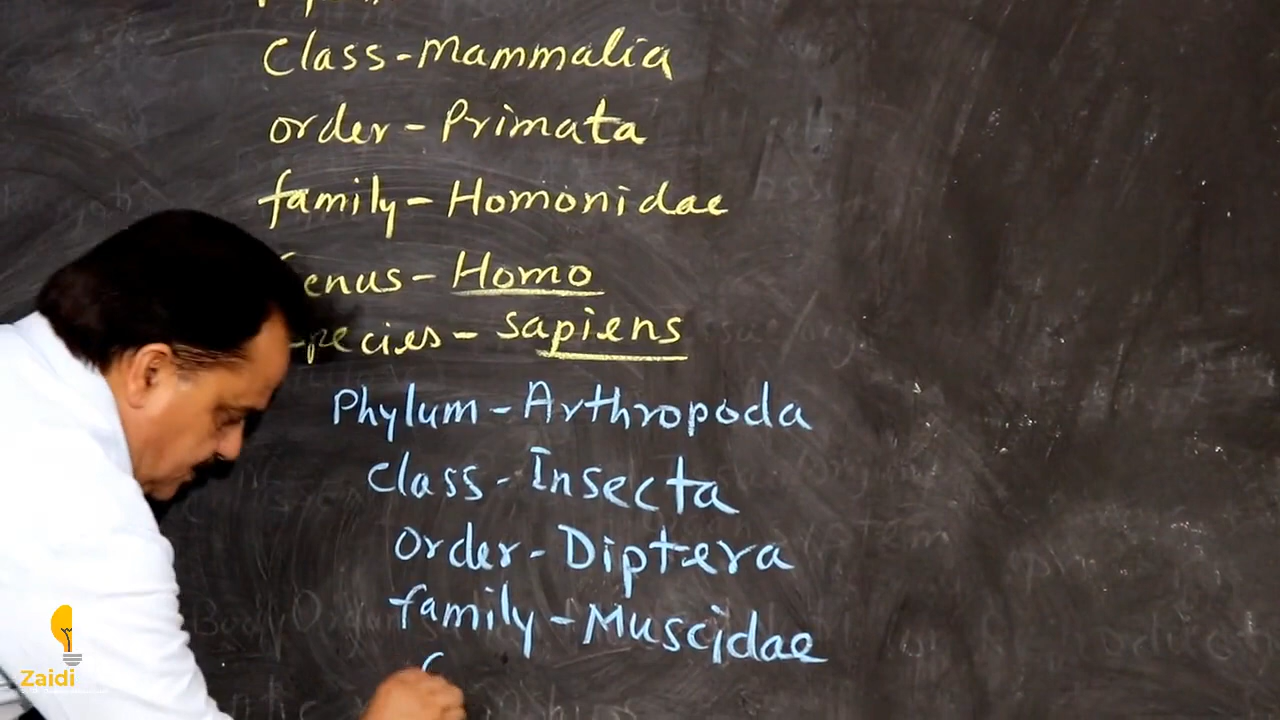 Class-Mammalia
order-Primata
family-Homonidae
enus-Homo
pecies-Sapiens
Phylum-Arthropoda
Class-Insecta
order-Diptera
family-Muscidae
Zaidi